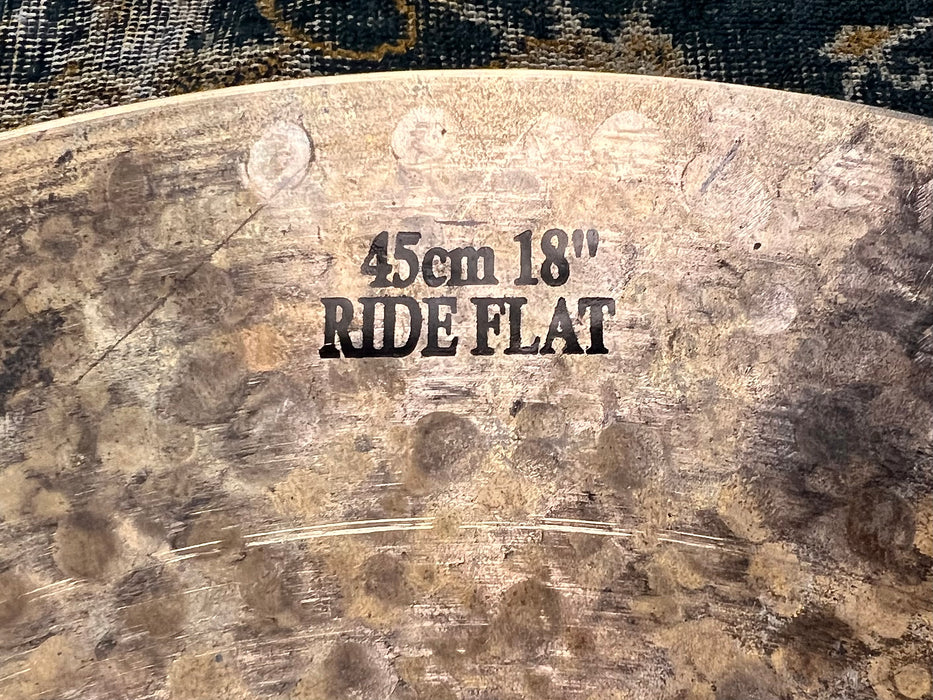 45cm 18"
RIDE FLAT